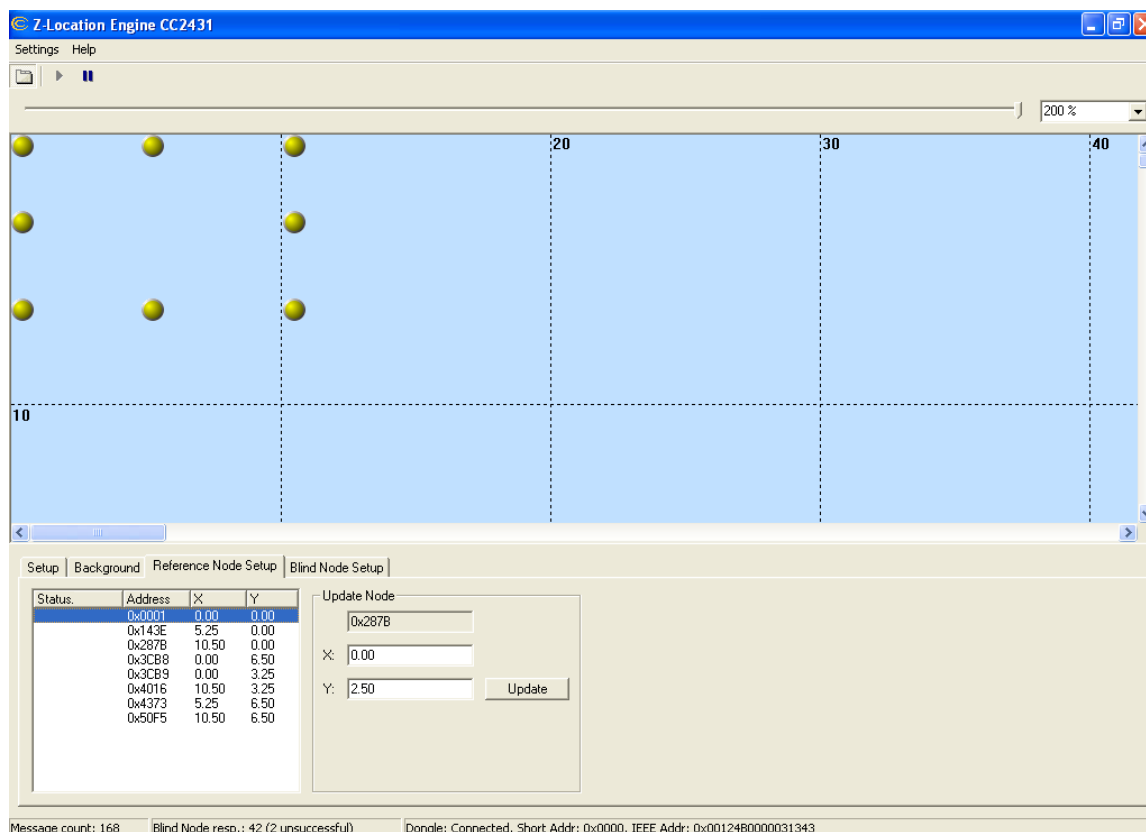 Z-Location Engine CC2431
Settings Help
200 %
20 30 40
10
Setup Background Reference Node Setup Blind Node Setup
Status. Address X Y
0x0001 0.00 0.00
0x143E 5.25 0.00
0x287B 10.50 0.00
0x3CB8 0.00 6.50
0x3CB9 0.00 3.25
0x4016 10.50 3.25
0x4373 5.25 6.50
0x50F5 10.50 6.50
Update Node
0x287B
X: 0.00
Y: 2.50 Update
Message count: 168 Blind Node resp.: 42 (2 unsuccessful) Dongle: Connected, Short Addr: 0x0000, IEEE Addr: 0x00124B0000031343